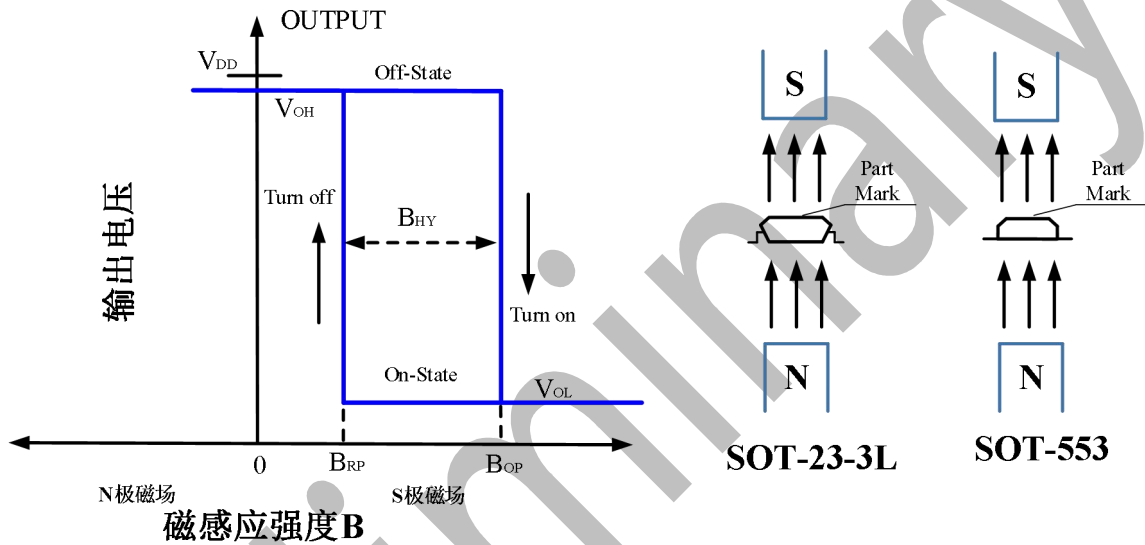 OUTPUT
VDD
Off-State
VOH
输出电压
Turn off
BHY
Turn on
On-State
VOL
0
BRP
BOP
N极磁场
S极磁场
磁感应强度B
S
Part
Mark
N
SOT-23-3L
S
Part
Mark
N
SOT-553